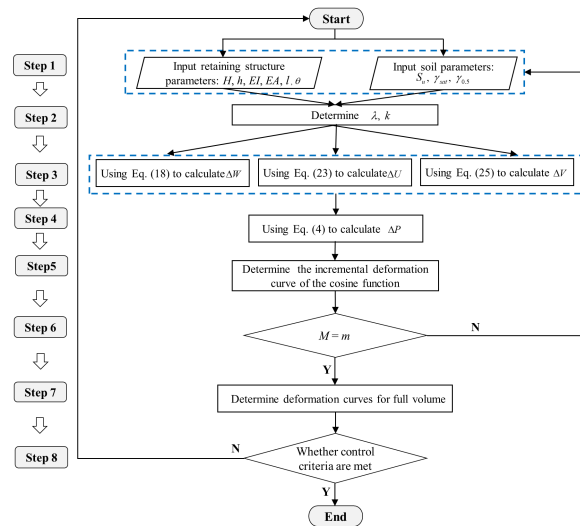 Start
Step 1
Input retaining structure
parameters: H, h, EI, EA, l, θ
Input soil parameters:
Sᵤ, γsat, γ0.5
Step 2
Determine λ, k
Step 3
Using Eq. (18) to calculate ΔW
Using Eq. (23) to calculate ΔU
Using Eq. (25) to calculate ΔV
Step 4
Using Eq. (4) to calculate ΔP
Step5
Determine the incremental deformation
curve of the cosine function
Step 6
M = m
N
Y
Step 7
Determine deformation curves for full volume
Step 8
N
Whether control
criteria are met
Y
End